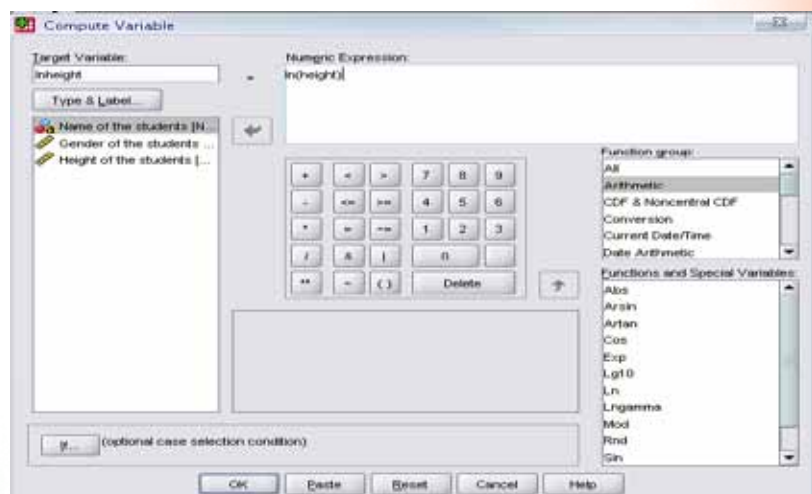 Compute Variable
Target Variable:
lnheight
=
Numeric Expression:
ln(height)
Type & Label...
Name of the students [N...
Gender of the students ...
Height of the students [...
Function group:
All
Arithmetic
CDF & Noncentral CDF
Conversion
Current Date/Time
Date Arithmetic
+ < > 7 8 9
- <= >= 4 5 6
* = ~= 1 2 3
/ & | 0 .
** ~ ( ) Delete
Functions and Special Variables:
Abs
Arsin
Artan
Cos
Exp
Lg10
Ln
Lngamma
Mod
Rnd
Sin
If... (optional case selection condition)
OK Paste Reset Cancel Help